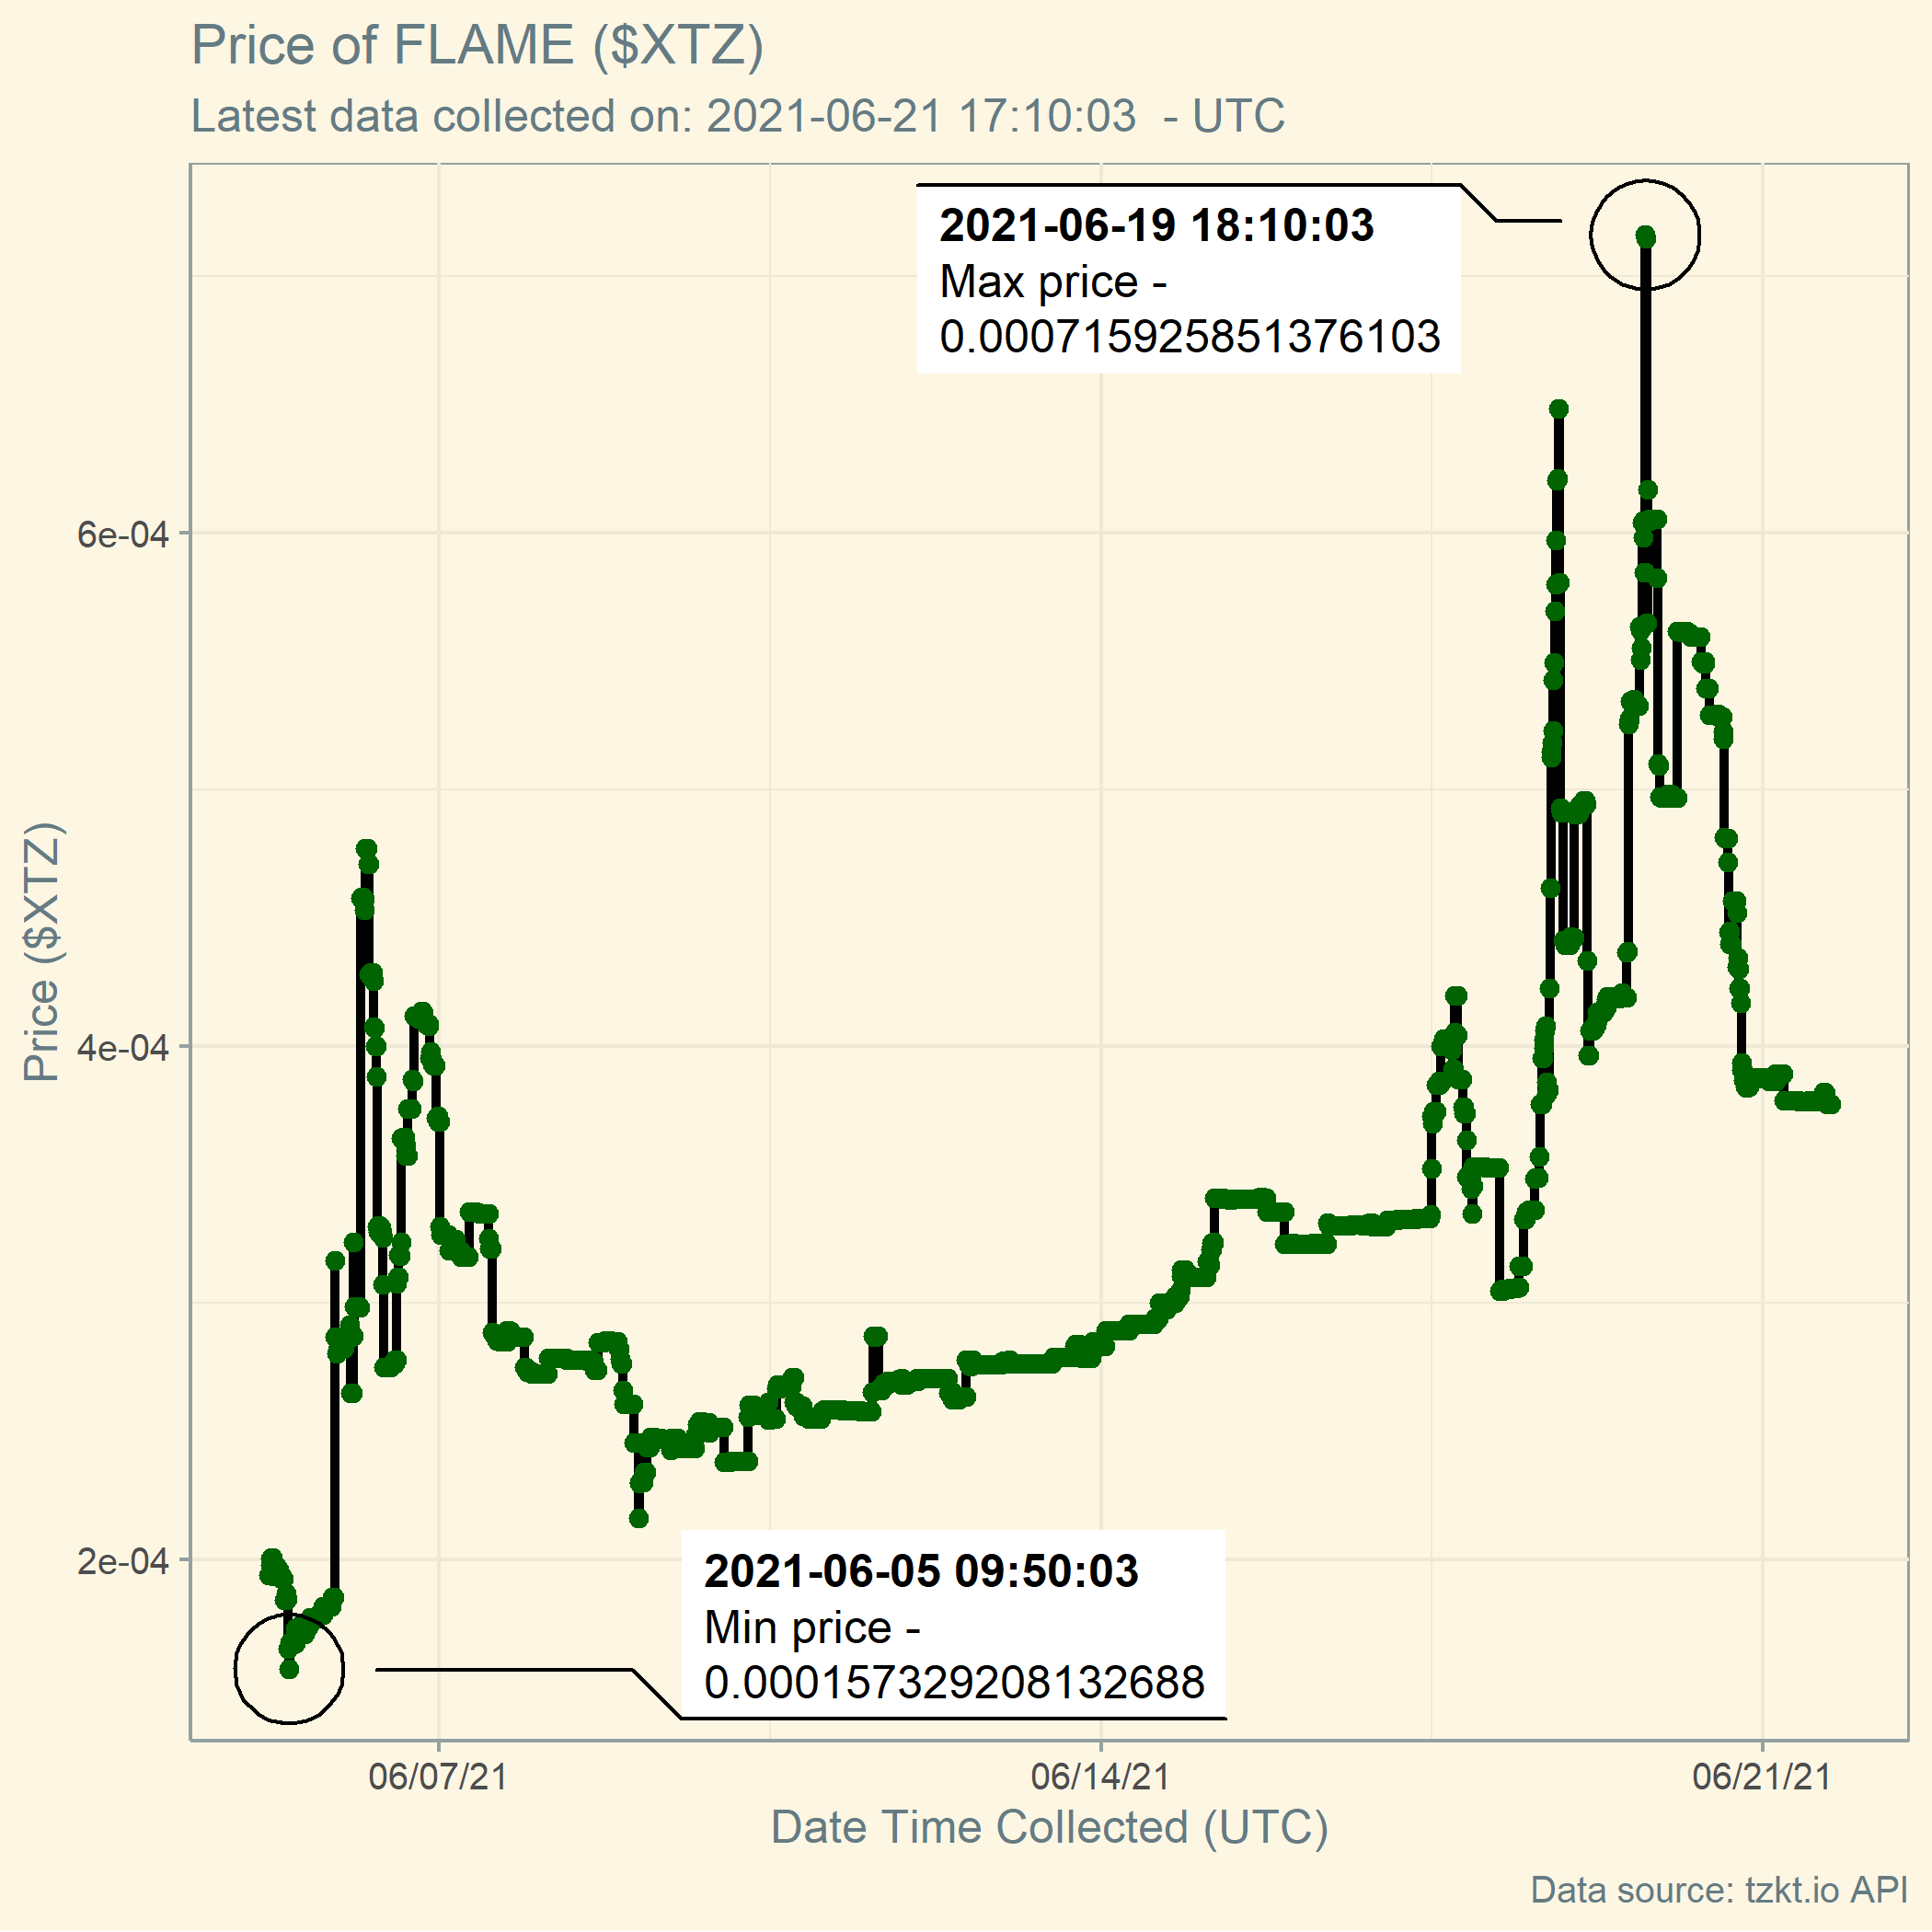 Price of FLAME ($XTZ)
Latest data collected on: 2021-06-21 17:10:03  - UTC
2021-06-19 18:10:03
Max price -
0.000715925851376103
6e-04
4e-04
2e-04
Price ($XTZ)
2021-06-05 09:50:03
Min price -
0.000157329208132688
06/07/21
06/14/21
06/21/21
Date Time Collected (UTC)
Data source: tzkt.io API